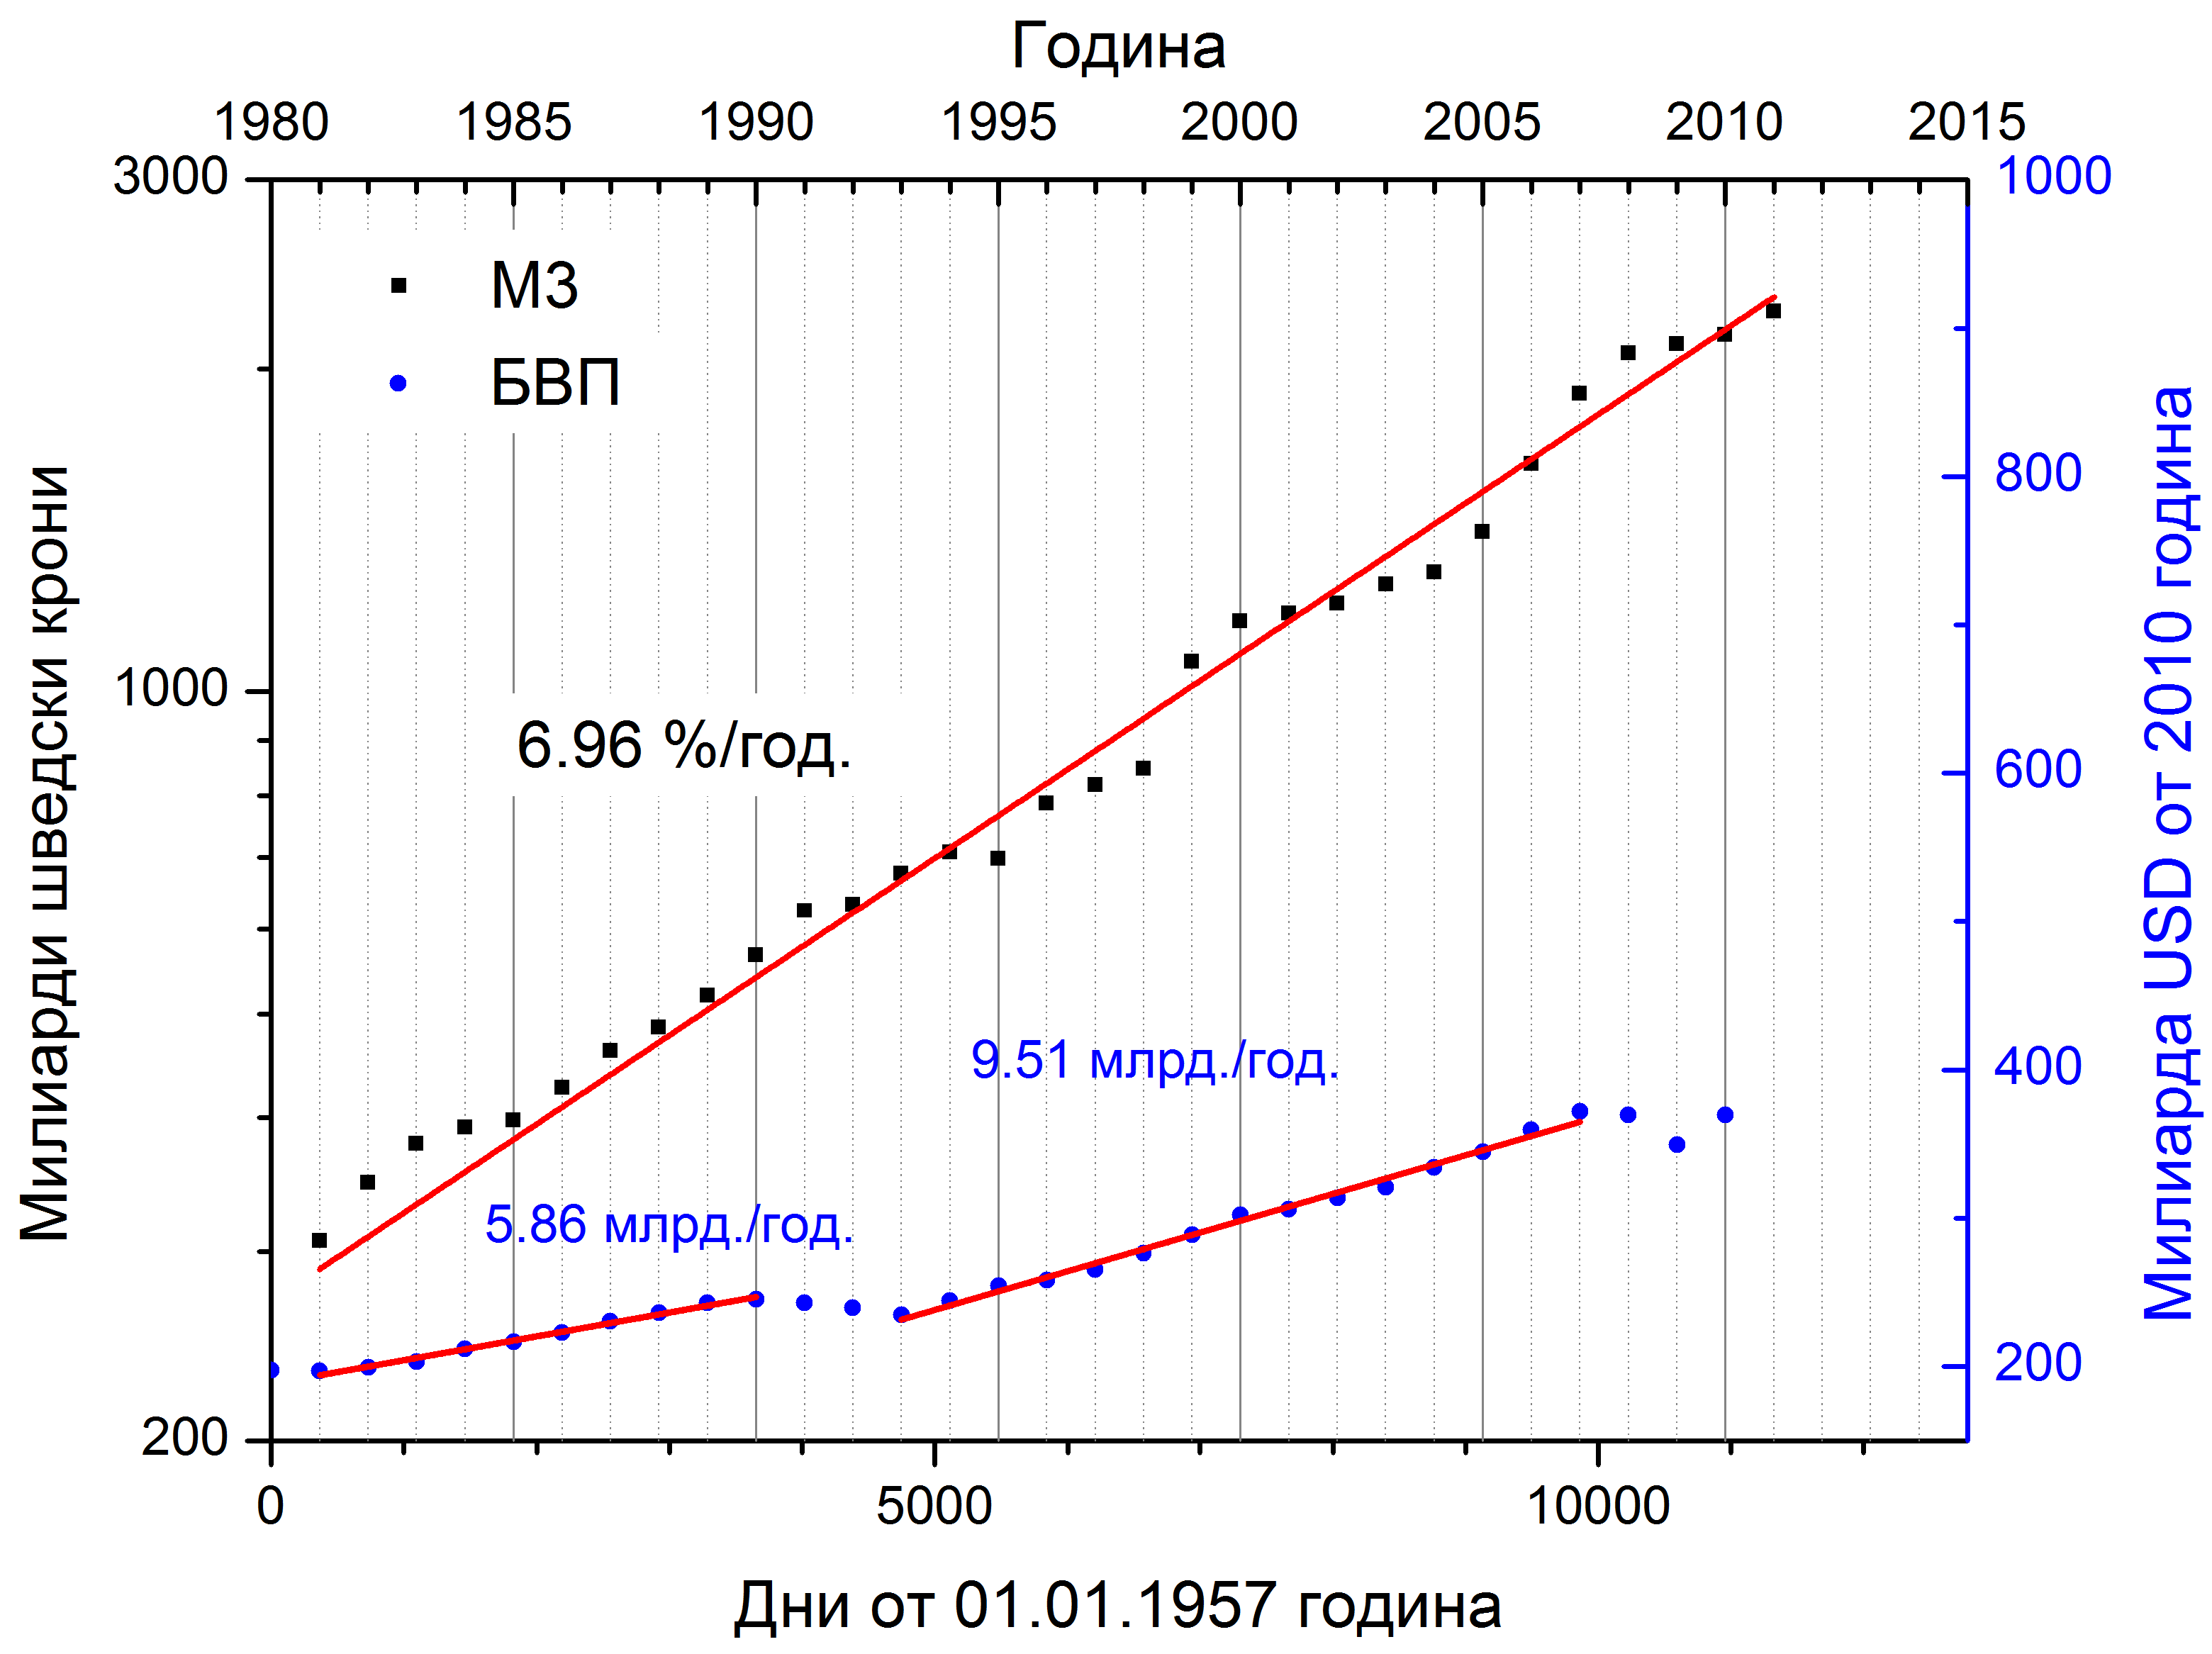 Година
1980 1985 1990 1995 2000 2005 2010 2015
3000 1000
М3
БВП
800
1000
6.96 %/год.
600
9.51 млрд./год.
400
5.86 млрд./год.
200
200
0 5000 10000
Дни от 01.01.1957 година
Милиарди шведски крони
Милиарда USD от 2010 година